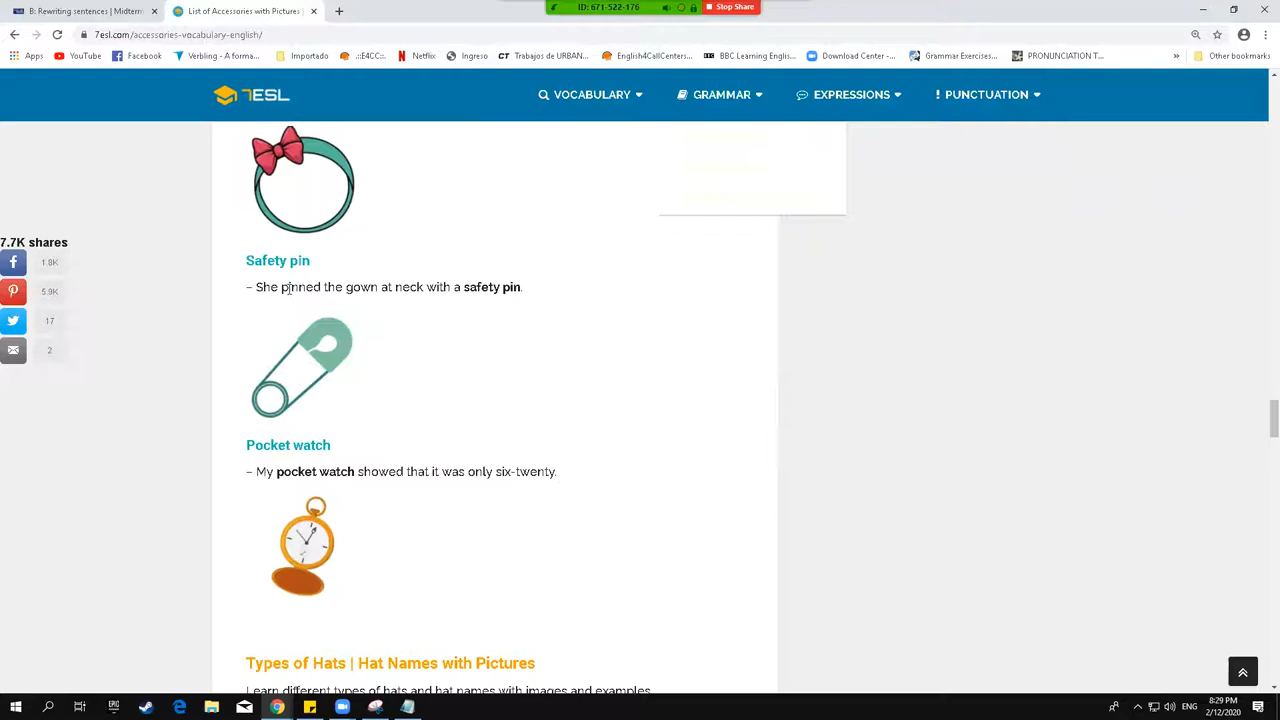 ID: 671-522-176
Stop Share
B: Rewriting sentences | Midterm
List of Accessories with Pictures |
7esl.com/accessories-vocabulary-english/
Apps YouTube Facebook Verbling - A forma... Importado .::E4CC::. Netflix Ingreso Trabajos de URBAN... English4CallCenters... BBC Learning Englis... Download Center -... Grammar Exercises... PRONUNCIATION T... » Other bookmarks
7ESL VOCABULARY GRAMMAR EXPRESSIONS PUNCTUATION
7.7K shares
1.8K
5.9K
17
2
Safety pin
– She pinned the gown at neck with a safety pin.
Pocket watch
– My pocket watch showed that it was only six-twenty.
Types of Hats | Hat Names with Pictures
Learn different types of hats and hat names with images and examples.
ENG
8:29 PM
2/12/2020